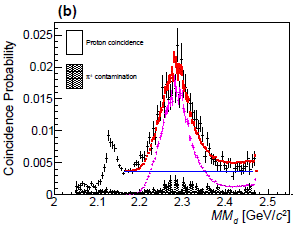 (b)
Coincidence Probability
0.025
0.02
0.015
0.01
0.005
0
Proton coincidence
π⁺ contamination
2 2.1 2.2 2.3 2.4 2.5
MM_d [GeV/c²]